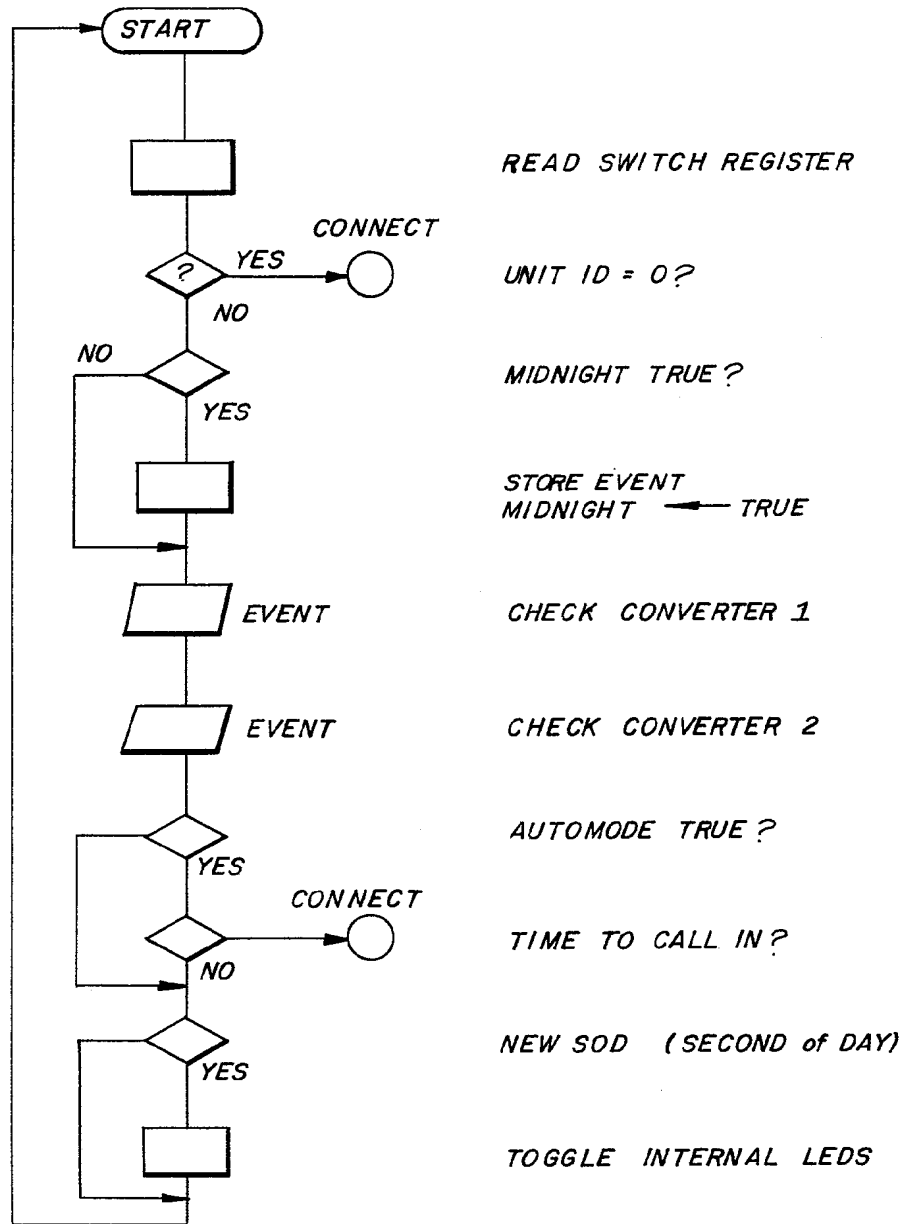 START
READ SWITCH REGISTER
CONNECT
?
YES
UNIT ID = 0?
NO
NO
MIDNIGHT TRUE?
YES
STORE EVENT
MIDNIGHT ← TRUE
EVENT
CHECK CONVERTER 1
EVENT
CHECK CONVERTER 2
AUTOMODE TRUE?
YES
CONNECT
TIME TO CALL IN?
NO
NEW SOD (SECOND of DAY)
YES
TOGGLE INTERNAL LEDS